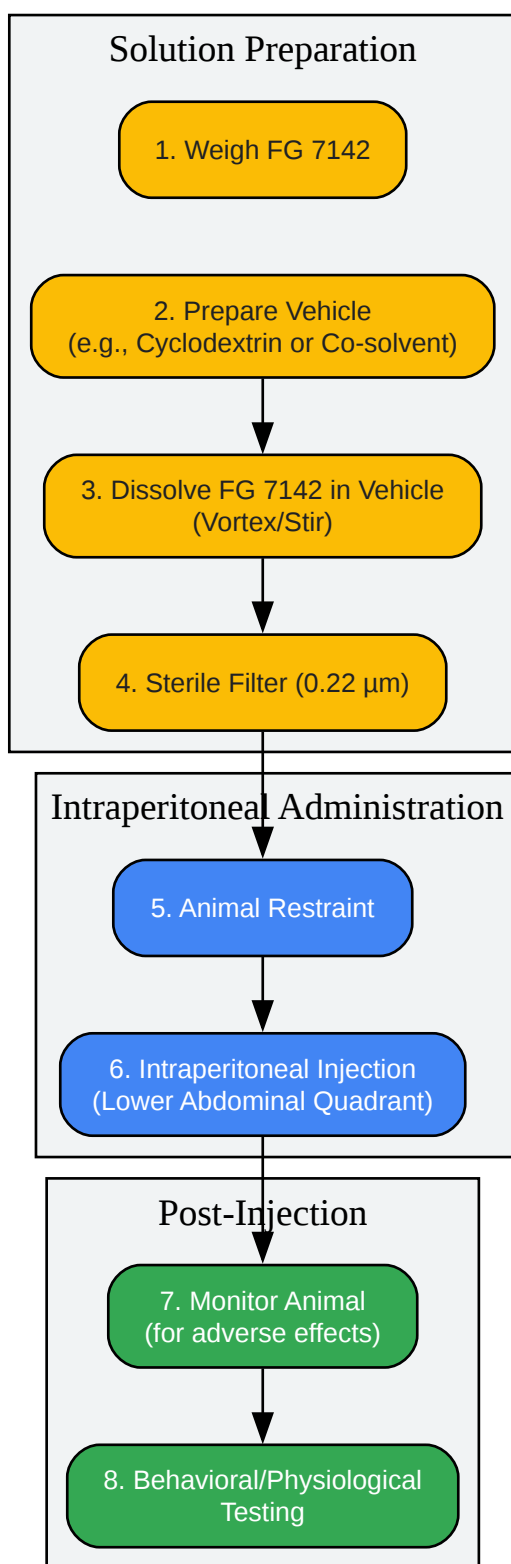 Solution Preparation
1. Weigh FG 7142
2. Prepare Vehicle
(e.g., Cyclodextrin or Co-solvent)
3. Dissolve FG 7142 in Vehicle
(Vortex/Stir)
4. Sterile Filter (0.22 µm)
Intraperitoneal Administration
5. Animal Restraint
6. Intraperitoneal Injection
(Lower Abdominal Quadrant)
Post-Injection
7. Monitor Animal
(for adverse effects)
8. Behavioral/Physiological
Testing